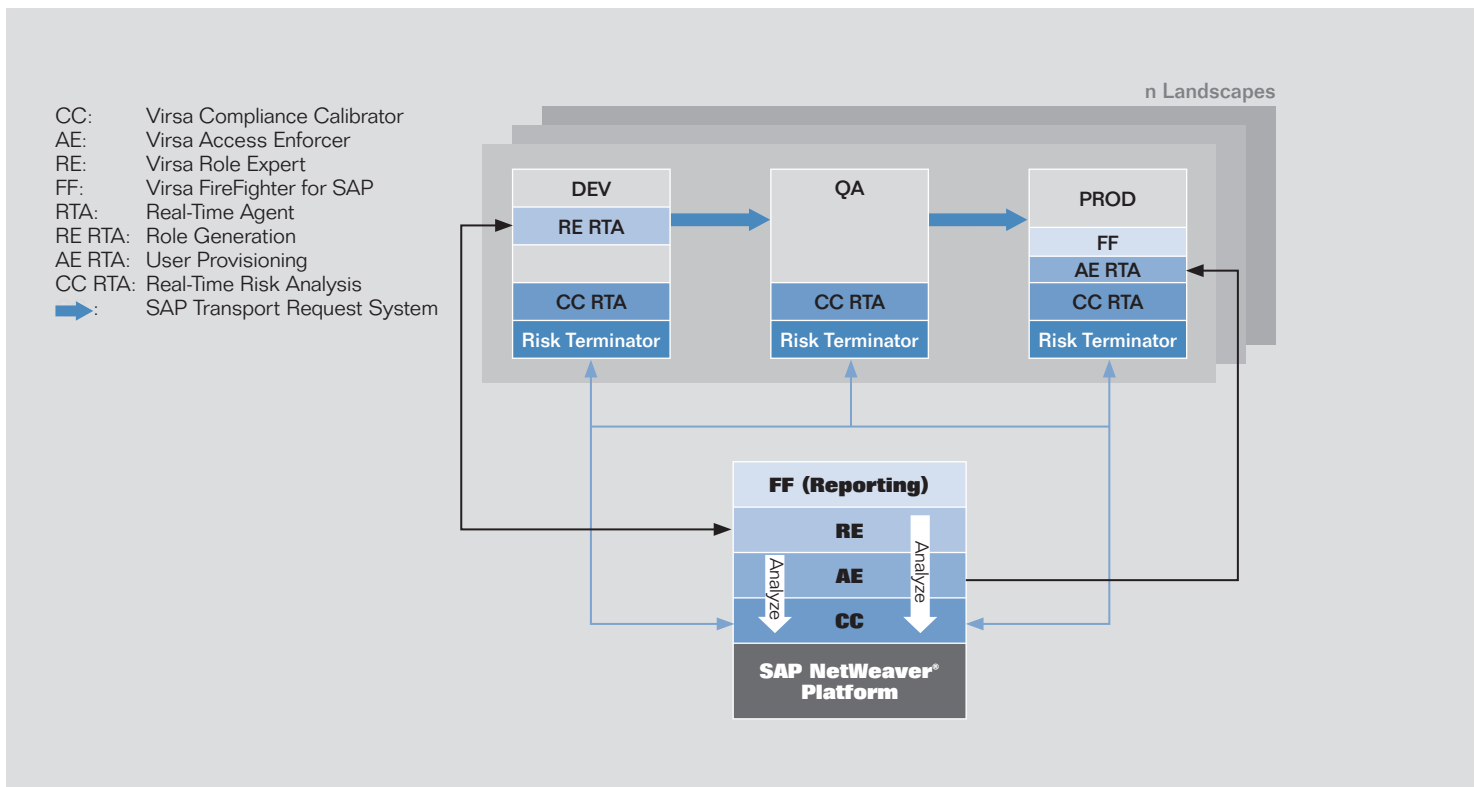 n Landscapes
CC: Virsa Compliance Calibrator
AE: Virsa Access Enforcer
RE: Virsa Role Expert
FF: Virsa FireFighter for SAP
RTA: Real-Time Agent
RE RTA: Role Generation
AE RTA: User Provisioning
CC RTA: Real-Time Risk Analysis
: SAP Transport Request System
DEV
RE RTA
CC RTA
Risk Terminator
QA
CC RTA
Risk Terminator
PROD
FF
AE RTA
CC RTA
Risk Terminator
FF (Reporting)
RE
AE
CC
Analyze
Analyze
SAP NetWeaver®
Platform